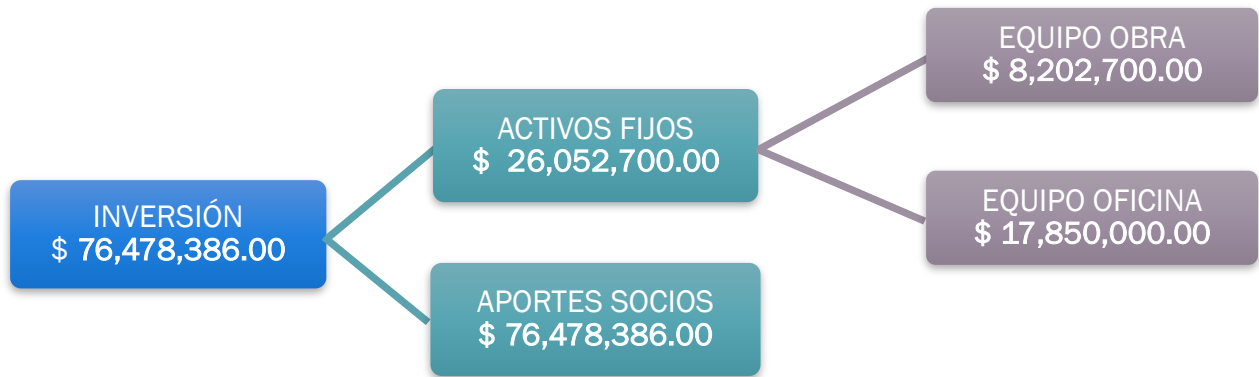 EQUIPO OBRA
$ 8,202,700.00
ACTIVOS FIJOS
$ 26,052,700.00
EQUIPO OFICINA
$ 17,850,000.00
INVERSIÓN
$ 76,478,386.00
APORTES SOCIOS
$ 76,478,386.00